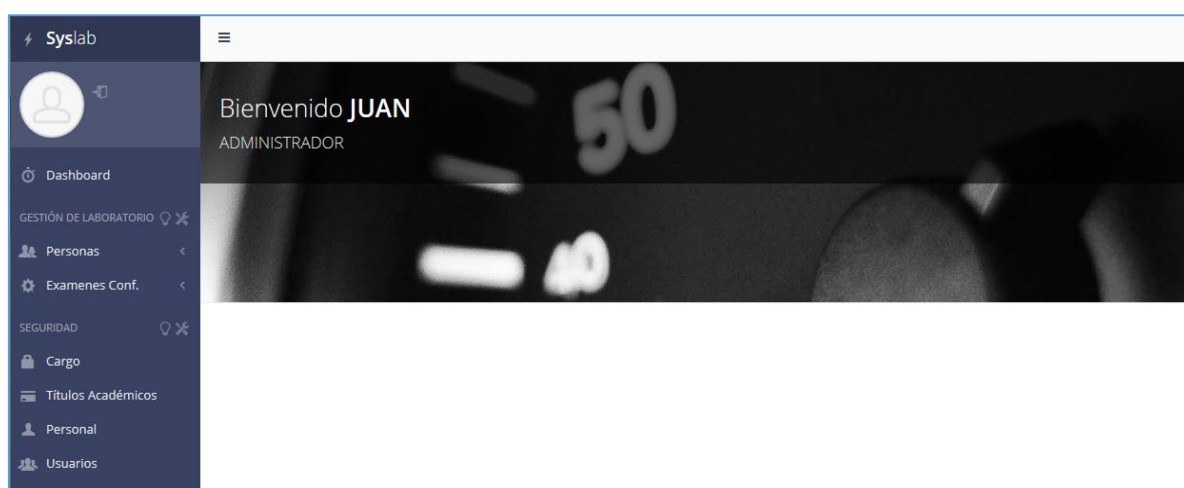 Syslab
Bienvenido JUAN
ADMINISTRADOR
50
40
Dashboard
GESTIÓN DE LABORATORIO
Personas
Examenes Conf.
SEGURIDAD
Cargo
Títulos Académicos
Personal
Usuarios